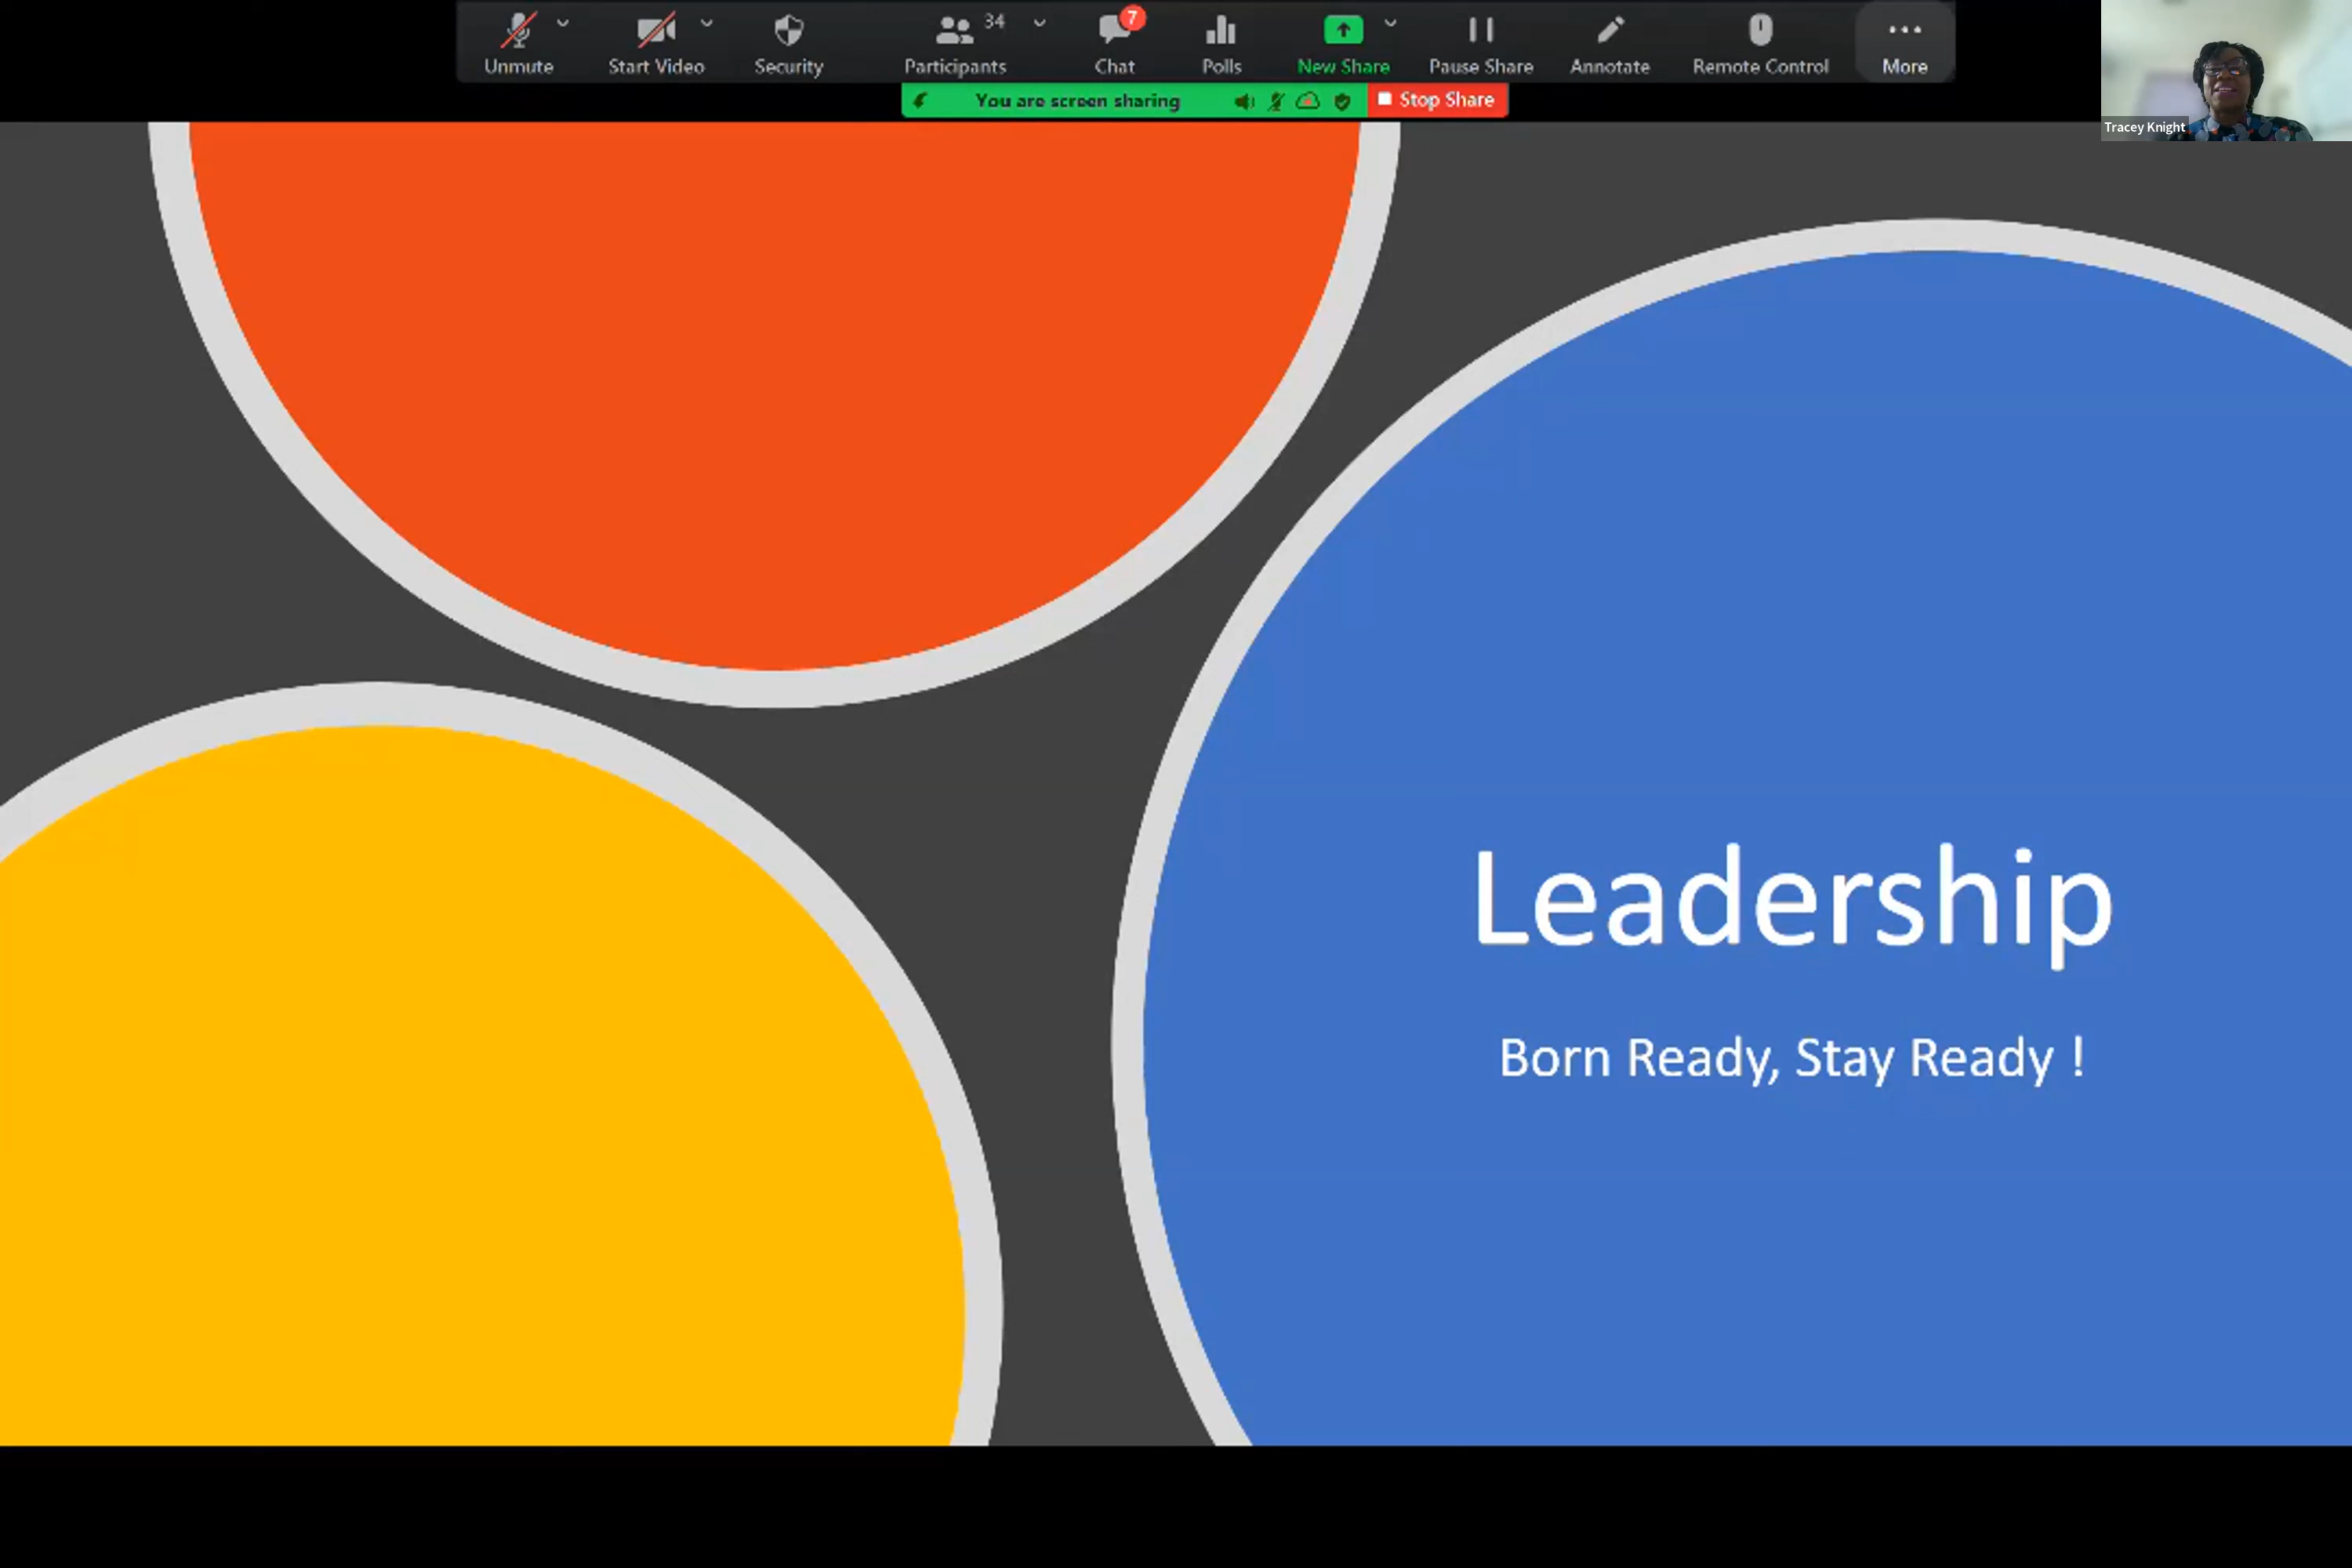 Unmute
Start Video
Security
34
Participants
7
Chat
Polls
New Share
Pause Share
Annotate
Remote Control
More
You are screen sharing
Stop Share
Tracey Knight
Leadership
Born Ready, Stay Ready !